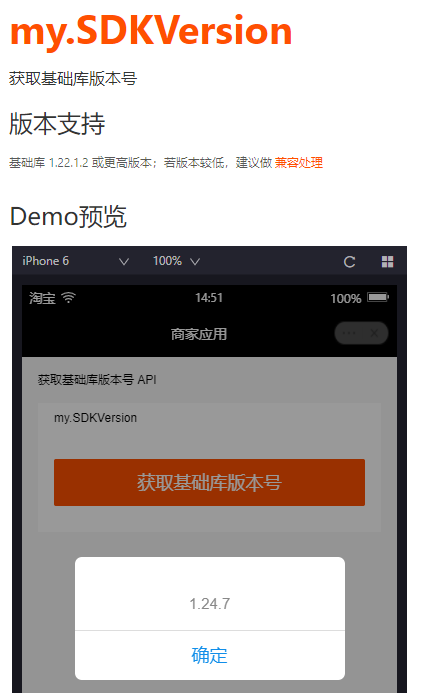 my.SDKVersion
获取基础库版本号
版本支持
基础库 1.22.1.2 或更高版本；若版本较低，建议做 兼容处理
Demo预览
iPhone 6 100%
淘宝 14:51 100%
商家应用
获取基础库版本号 API
my.SDKVersion
获取基础库版本号
1.24.7
确定